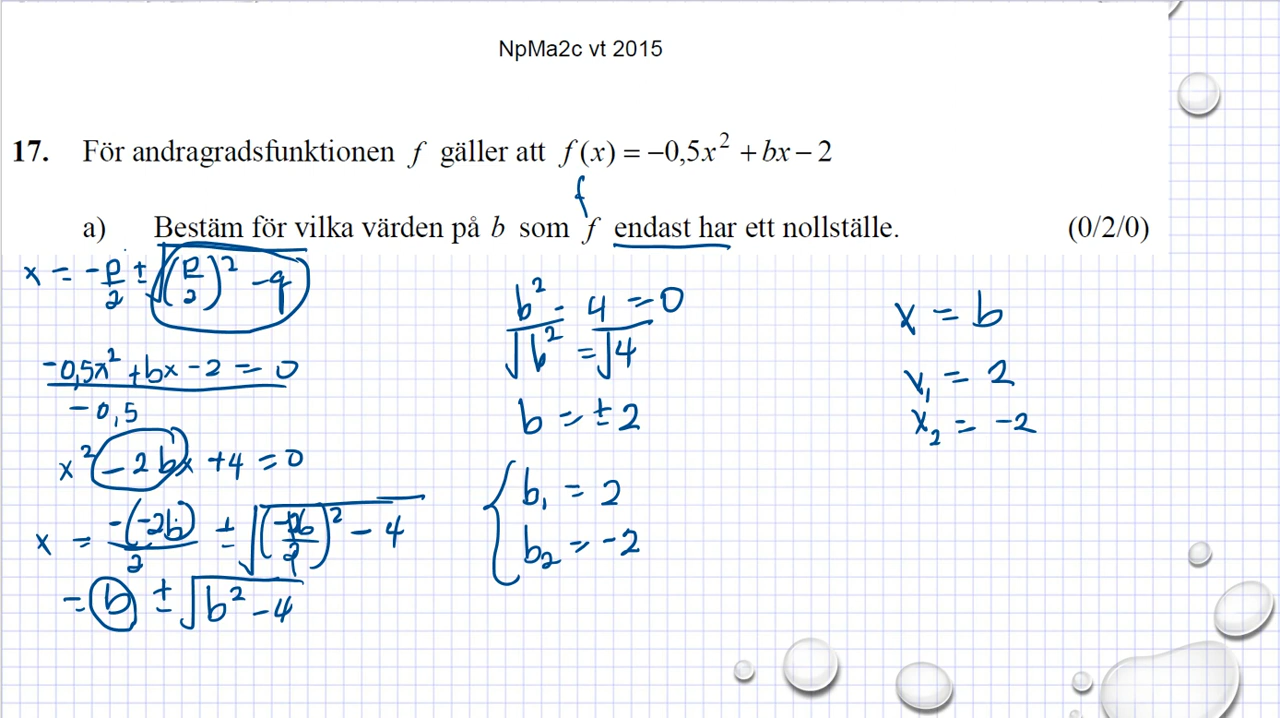 NpMa2c vt 2015
17. För andragradsfunktionen f gäller att f(x) = −0,5x² + bx − 2
f
a) Bestäm för vilka värden på b som f endast har ett nollställe. (0/2/0)
x = -p/2 ± √((p/2)² - q)
-0,5x² + bx - 2 = 0
-0,5
x² - 2bx + 4 = 0
x = -(-2b)/2 ± √((-2b/2)² - 4)
= b ± √(b² - 4)
b² - 4 = 0
√b² = √4
b = ± 2
b₁ = 2
b₂ = -2
x = b
x₁ = 2
x₂ = -2